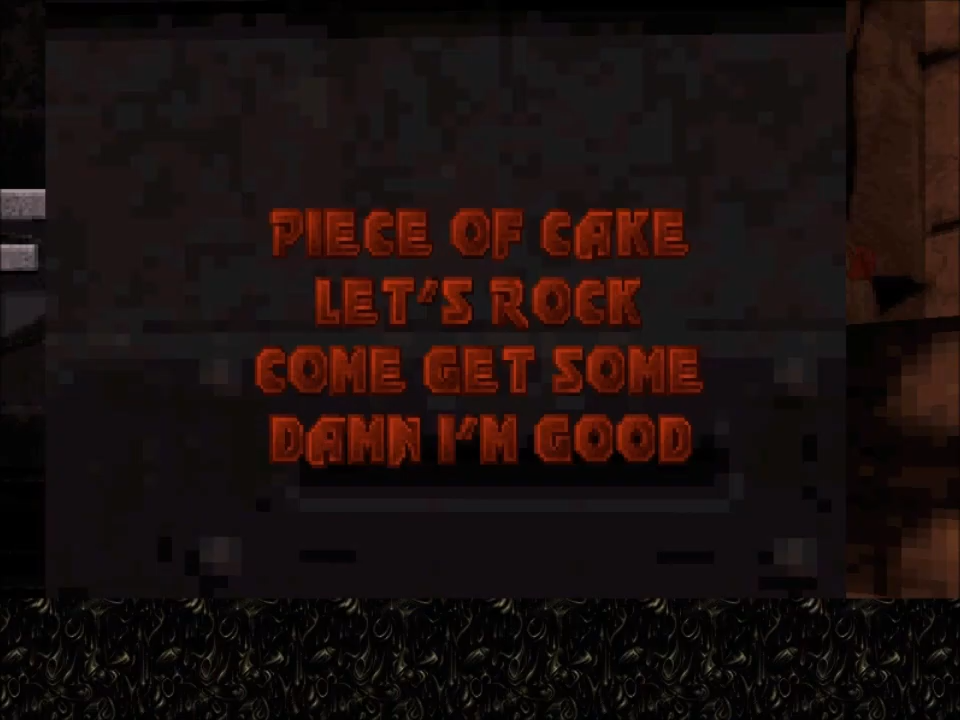 PIECE OF CAKE
LET'S ROCK
COME GET SOME
DAMN I'M GOOD